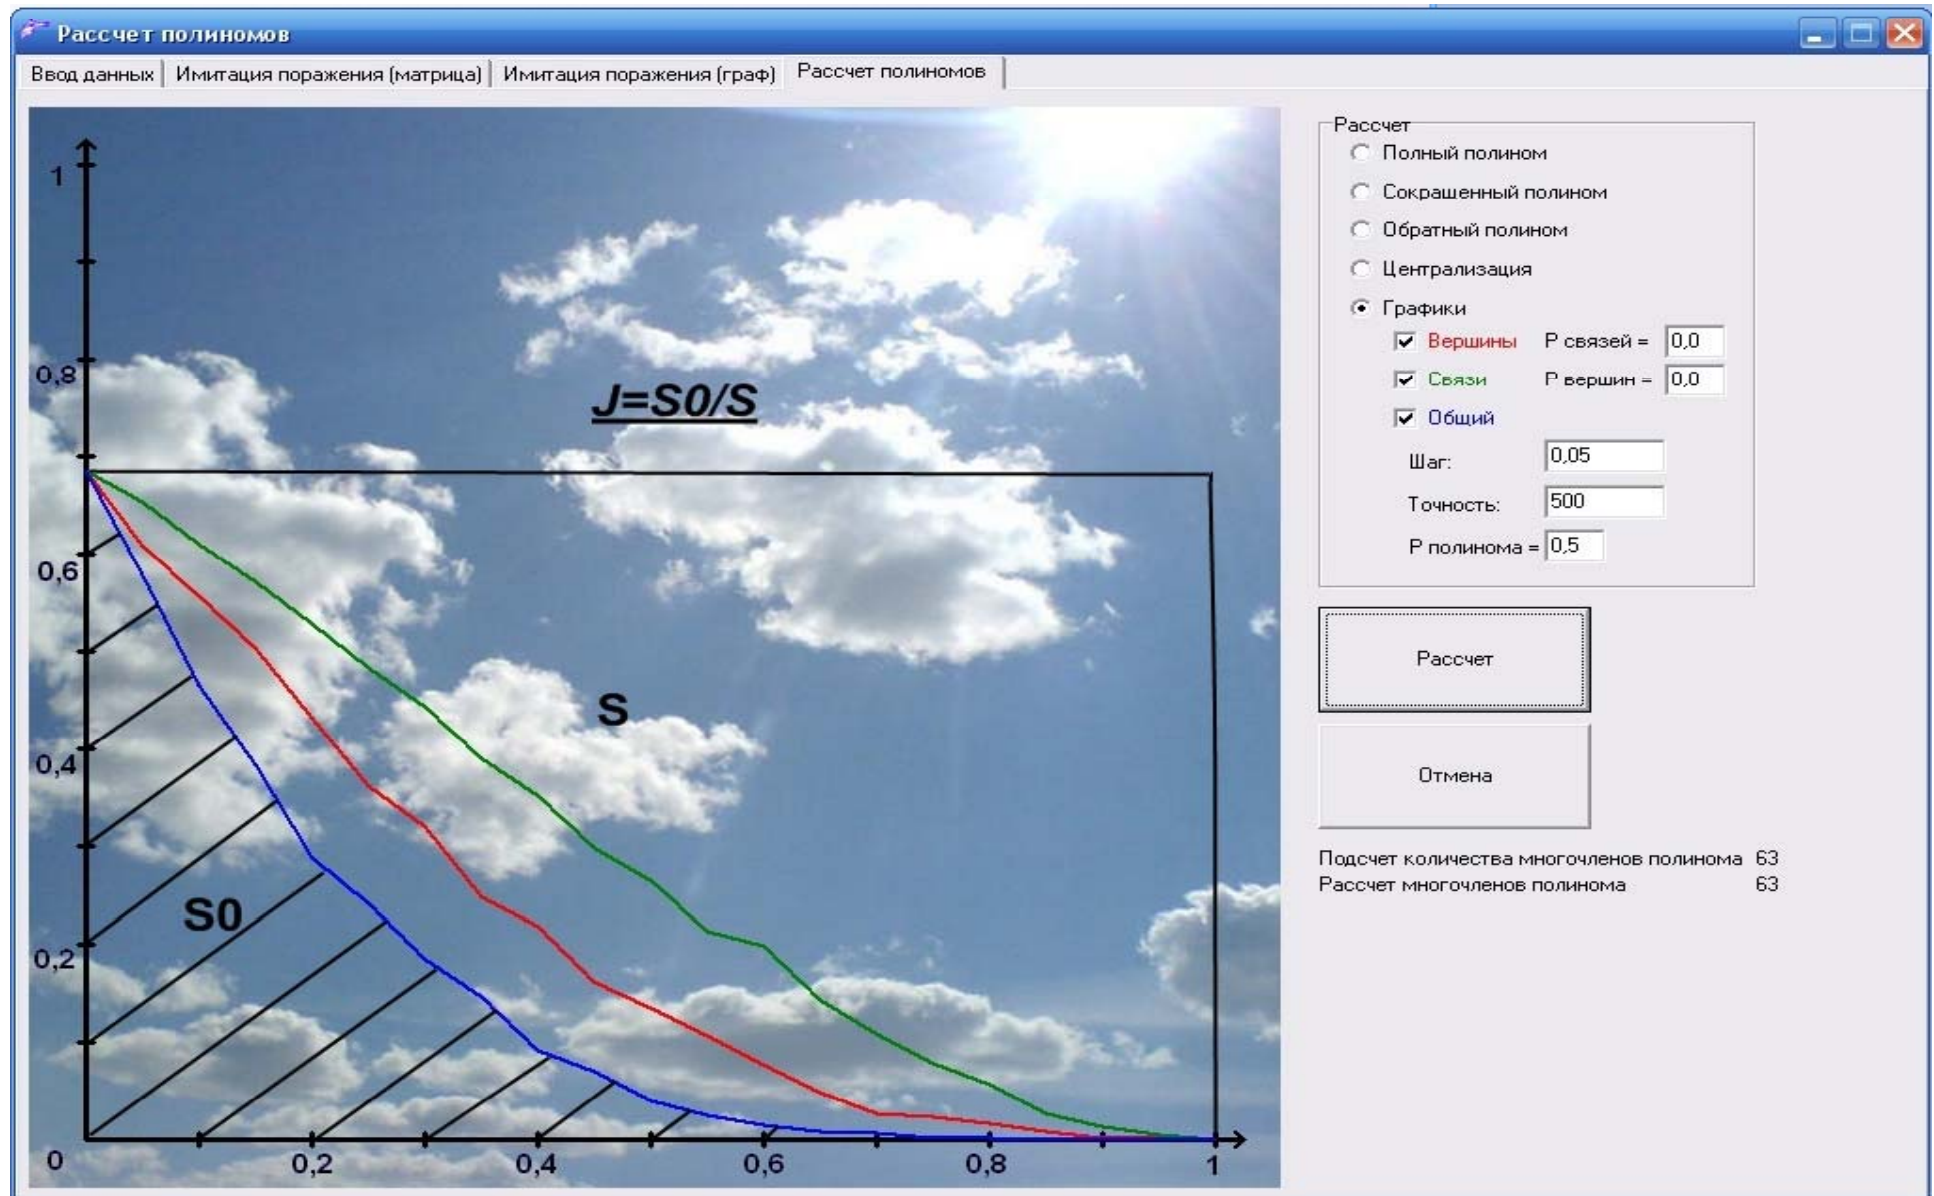 Рассчет полиномов
Ввод данных Имитация поражения (матрица) Имитация поражения (граф) Рассчет полиномов
1
0,8
0,6
0,4
0,2
0
0,2 0,4 0,6 0,8 1
J=S0/S
S
S0
Рассчет
Полный полином
Сокращенный полином
Обратный полином
Централизация
Графики
Вершины P связей = 0,0
Связи P вершин = 0,0
Общий
Шаг: 0,05
Точность: 500
P полинома = 0,5
Рассчет
Отмена
Подсчет количества многочленов полинома 63
Рассчет многочленов полинома 63